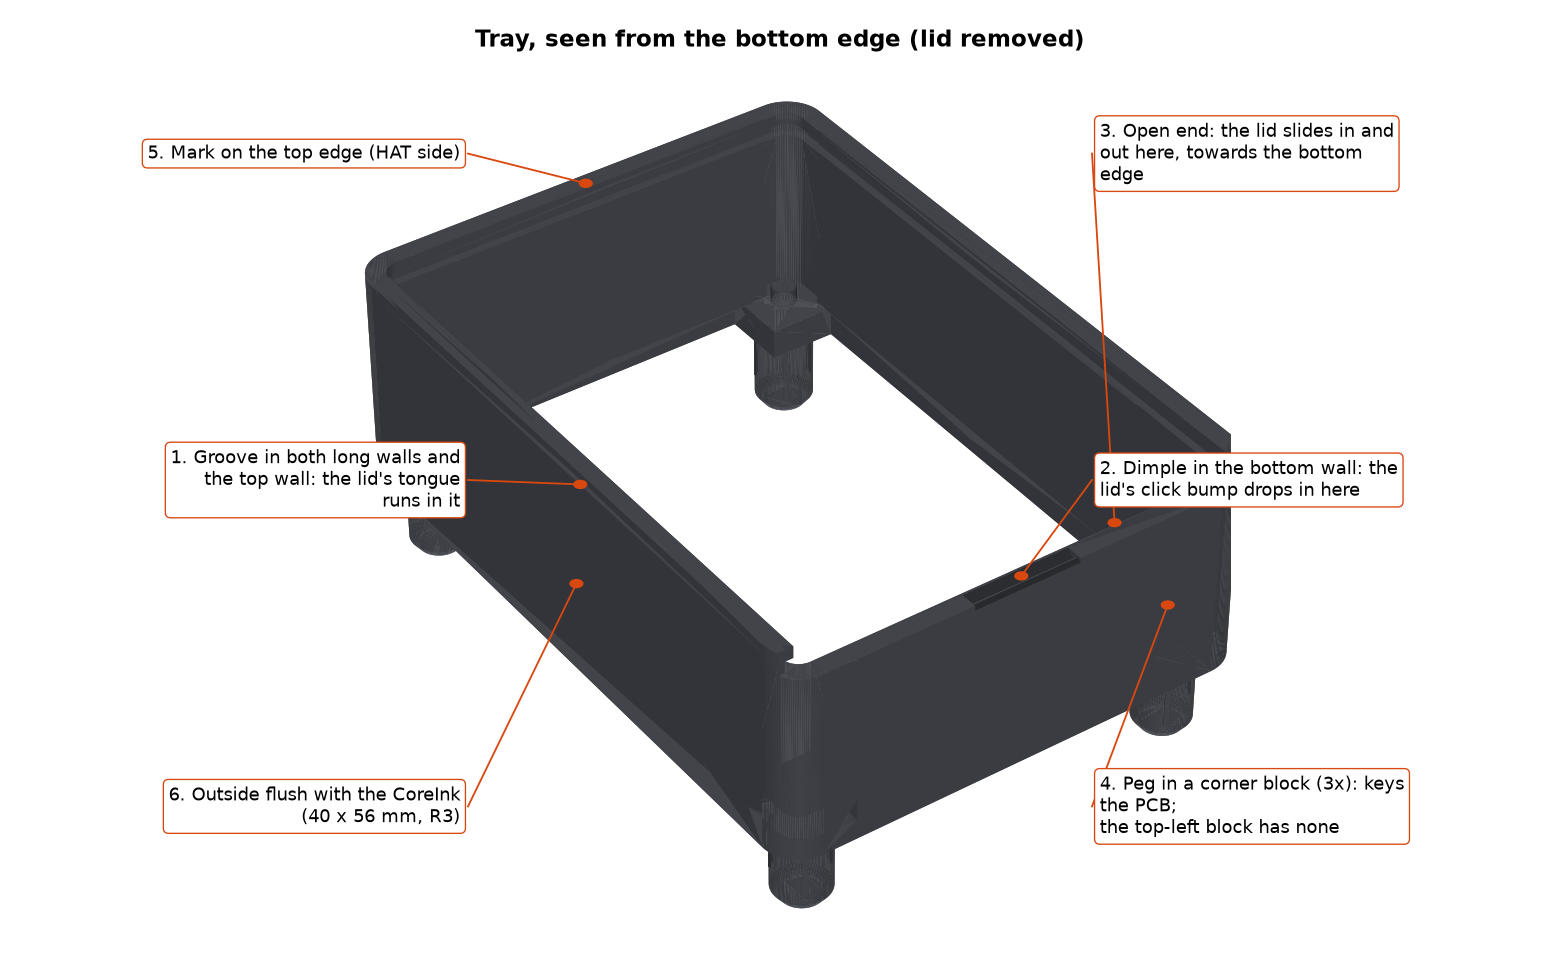 Tray, seen from the bottom edge (lid removed)
5. Mark on the top edge (HAT side)
3. Open end: the lid slides in and
out here, towards the bottom
edge
1. Groove in both long walls and
the top wall: the lid's tongue
runs in it
2. Dimple in the bottom wall: the
lid's click bump drops in here
6. Outside flush with the CoreInk
(40 x 56 mm, R3)
4. Peg in a corner block (3x): keys
the PCB;
the top-left block has none